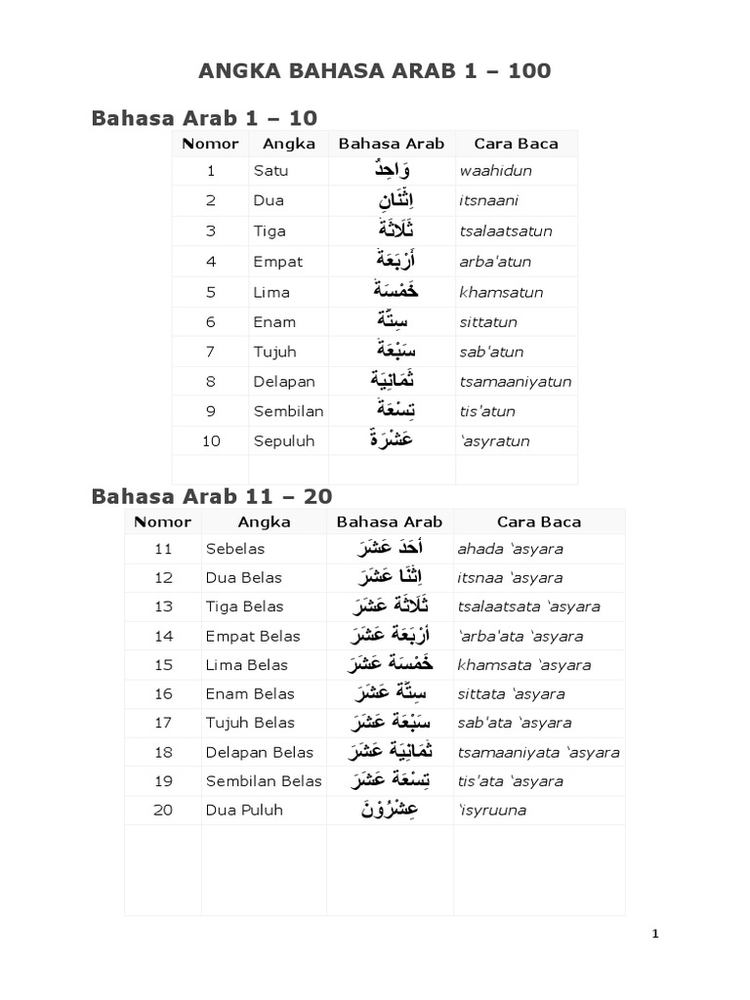 ANGKA BAHASA ARAB 1 – 100
Bahasa Arab 1 – 10
Nomor Angka Bahasa Arab Cara Baca
1 Satu وَاحِدٌ waahidun
2 Dua اِثْنَانِ itsnaani
3 Tiga ثَلَاثَةٌ tsalaatsatun
4 Empat أَرْبَعَةٌ arba'atun
5 Lima خَمْسَةٌ khamsatun
6 Enam سِتَّةٌ sittatun
7 Tujuh سَبْعَةٌ sab'atun
8 Delapan ثَمَانِيَةٌ tsamaaniyatun
9 Sembilan تِسْعَةٌ tis'atun
10 Sepuluh عَشْرَةٌ ‘asyratun
Bahasa Arab 11 – 20
Nomor Angka Bahasa Arab Cara Baca
11 Sebelas أَحَدَ عَشَرَ ahada ‘asyara
12 Dua Belas اِثْنَا عَشَرَ itsnaa ‘asyara
13 Tiga Belas ثَلَاثَةَ عَشَرَ tsalaatsata ‘asyara
14 Empat Belas أَرْبَعَةَ عَشَرَ ‘arba'ata ‘asyara
15 Lima Belas خَمْسَةَ عَشَرَ khamsata ‘asyara
16 Enam Belas سِتَّةَ عَشَرَ sittata ‘asyara
17 Tujuh Belas سَبْعَةَ عَشَرَ sab'ata ‘asyara
18 Delapan Belas ثَمَانِيَةَ عَشَرَ tsamaaniyata ‘asyara
19 Sembilan Belas تِسْعَةَ عَشَرَ tis'ata ‘asyara
20 Dua Puluh عِشْرُوْنَ ‘isyruuna
1